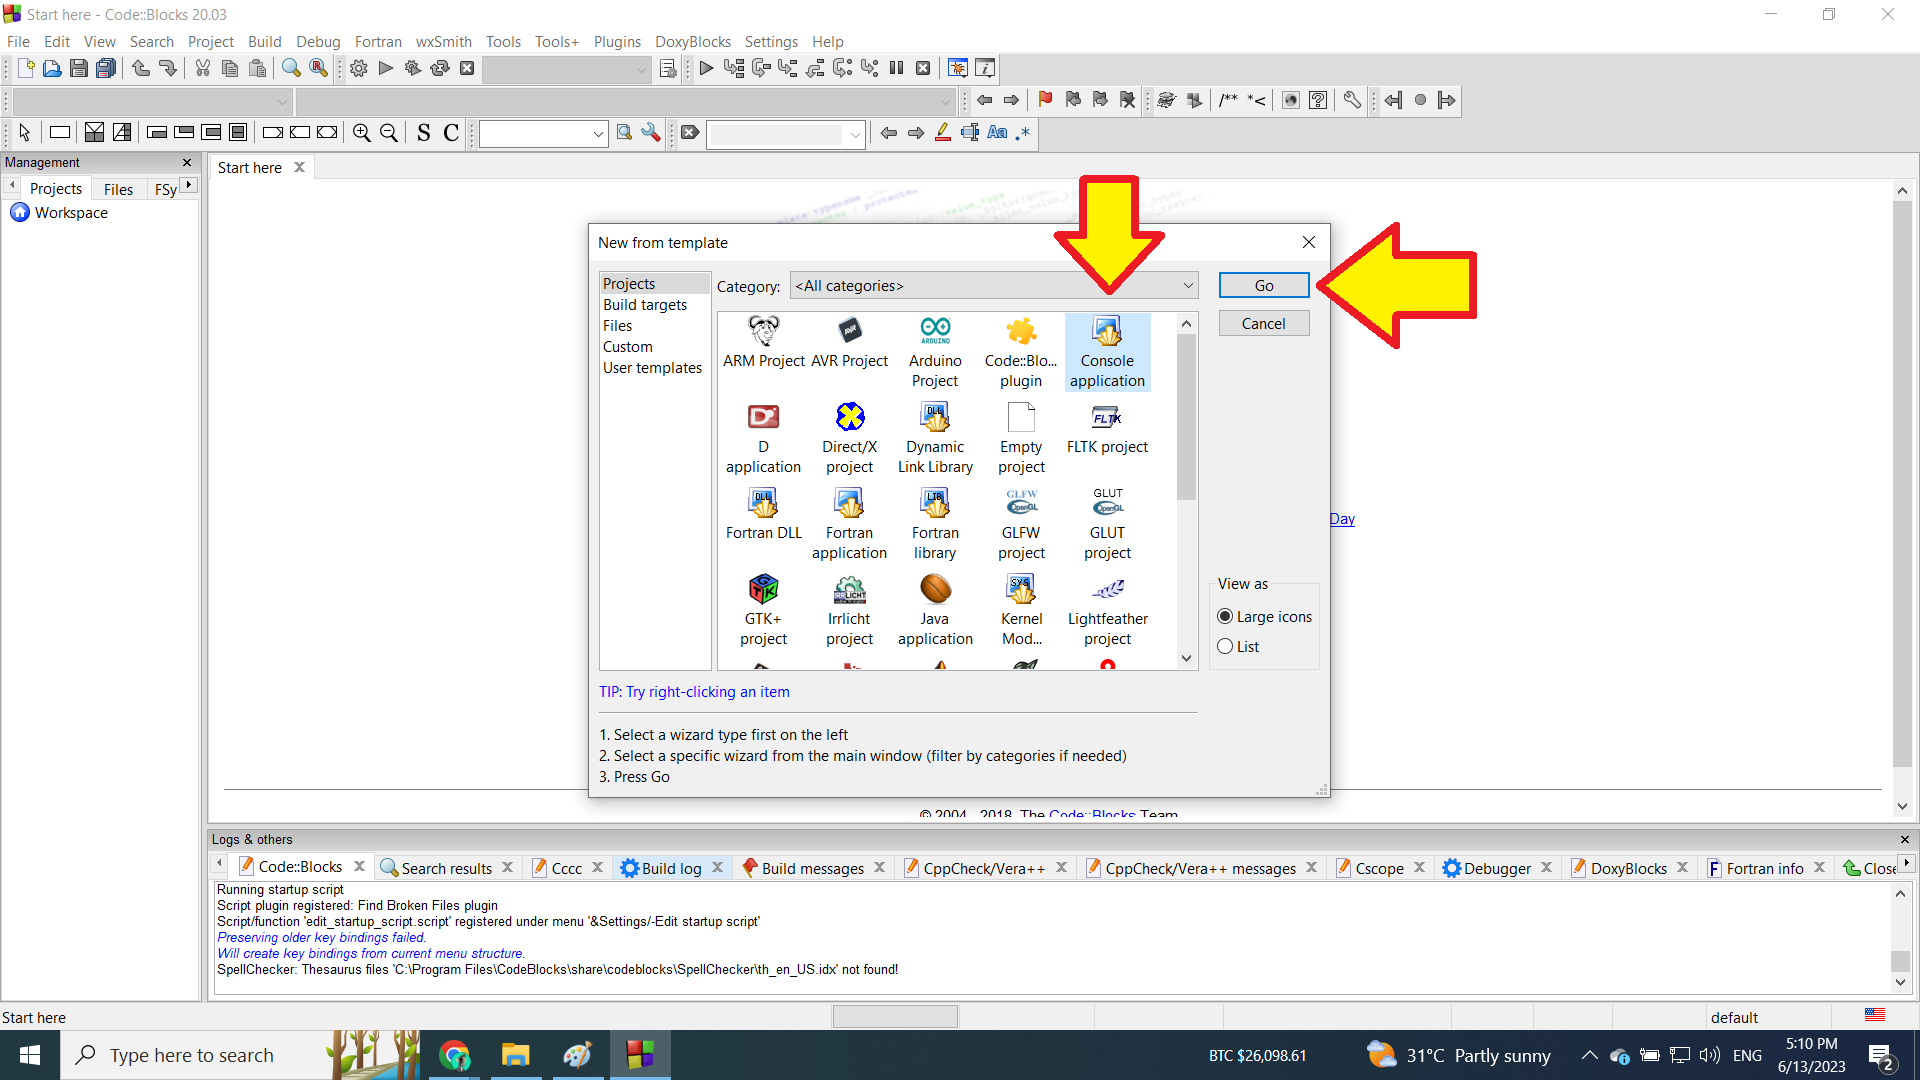 Start here - Code::Blocks 20.03
File Edit View Search Project Build Debug Fortran wxSmith Tools Tools+ Plugins DoxyBlocks Settings Help
/** *<
S C
Aa .*
Management
Start here
Projects Files FSy
Workspace
New from template
Projects
Build targets
Files
Custom
User templates
Category: <All categories>
Go
Cancel
ARM Project
AVR Project
Arduino
Project
Code::Blo...
plugin
Console
application
D
application
Direct/X
project
Dynamic
Link Library
Empty
project
FLTK project
Fortran DLL
Fortran
application
Fortran
library
GLFW
project
GLUT
project
GTK+
project
Irrlicht
project
Java
application
Kernel
Mod...
Lightfeather
project
Day
View as
Large icons
List
TIP: Try right-clicking an item
1. Select a wizard type first on the left
2. Select a specific wizard from the main window (filter by categories if needed)
3. Press Go
© 2004 - 2018, The Code::Blocks Team
Logs & others
Code::Blocks Search results Cccc Build log Build messages CppCheck/Vera++ CppCheck/Vera++ messages Cscope Debugger DoxyBlocks Fortran info Close
Running startup script
Script plugin registered: Find Broken Files plugin
Script/function 'edit_startup_script.script' registered under menu '&Settings/-Edit startup script'
Preserving older key bindings failed.
Will create key bindings from current menu structure.
SpellChecker: Thesaurus files 'C:\Program Files\CodeBlocks\share\codeblocks\SpellChecker\th_en_US.idx' not found!
Start here
default
Type here to search
BTC $26,098.61
31°C Partly sunny
ENG
5:10 PM
6/13/2023
2